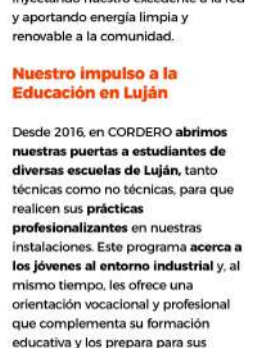 inyectando nuestro excedente a la red
y aportando energía limpia y
renovable a la comunidad.
Nuestro impulso a la
Educación en Luján
Desde 2016, en CORDERO abrimos
nuestras puertas a estudiantes de
diversas escuelas de Luján, tanto
técnicas como no técnicas, para que
realicen sus prácticas
profesionalizantes en nuestras
instalaciones. Este programa acerca a
los jóvenes al entorno industrial y, al
mismo tiempo, les ofrece una
orientación vocacional y profesional
que complementa su formación
educativa y los prepara para sus